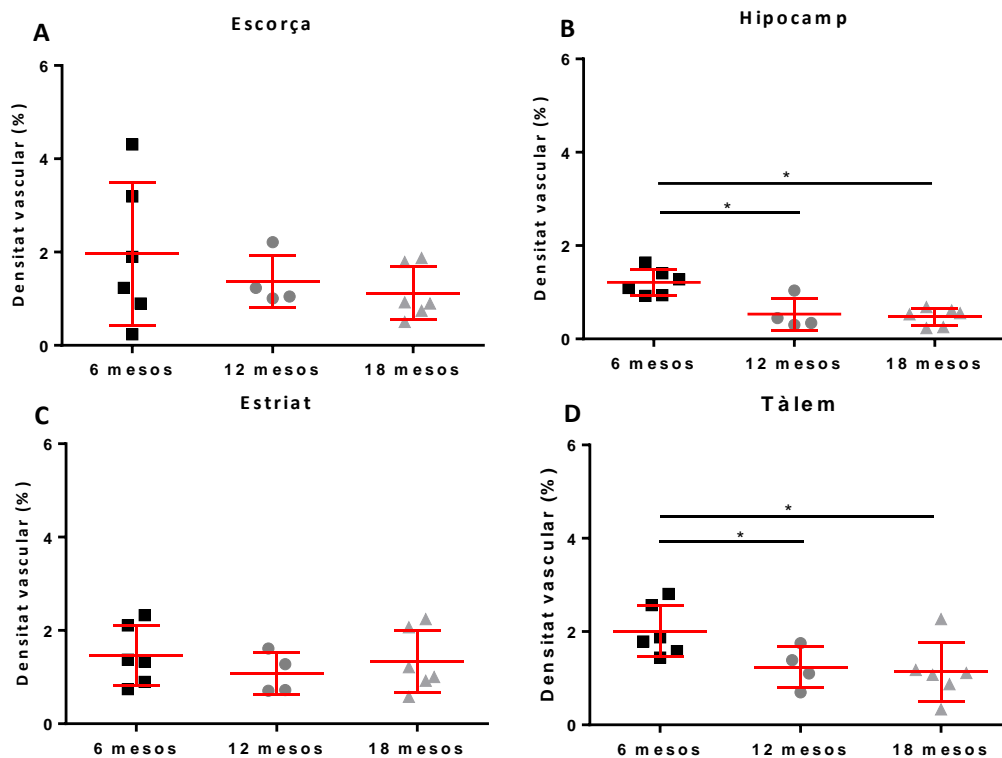 A
Escorça
Densitat vascular (%)
6
4
2
0
6 mesos
12 mesos
18 mesos
B
Hipocamp
Densitat vascular (%)
6
4
2
0
*
*
6 mesos
12 mesos
18 mesos
C
Estriat
Densitat vascular (%)
6
4
2
0
6 mesos
12 mesos
18 mesos
D
Tàlem
Densitat vascular (%)
6
4
2
0
*
*
6 mesos
12 mesos
18 mesos